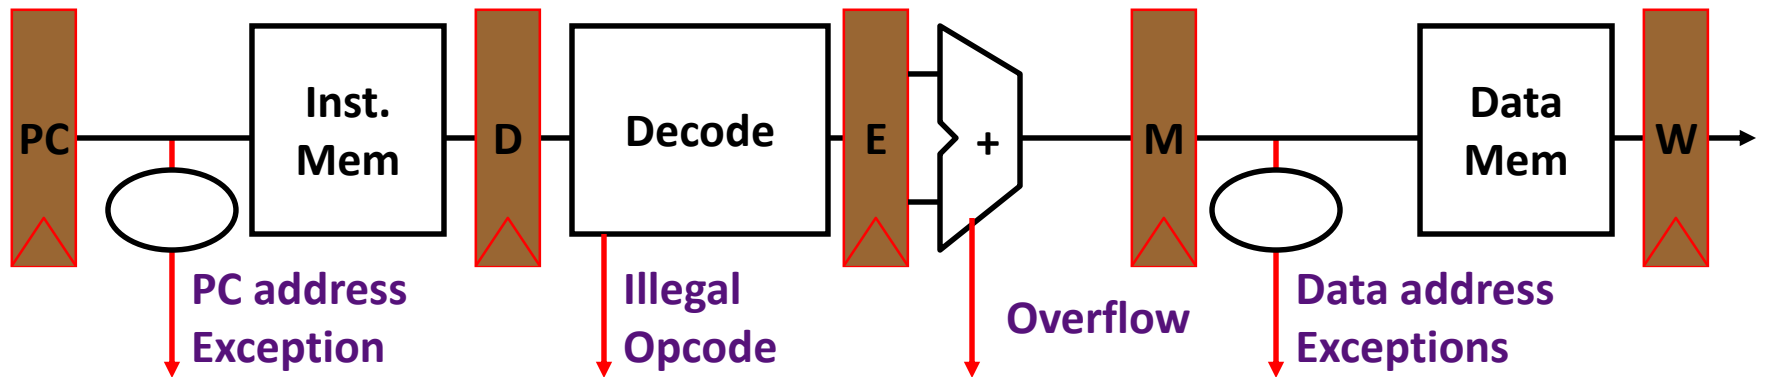 PC
Inst.
Mem
D
Decode
E
+
M
Data
Mem
W
PC address
Exception
Illegal
Opcode
Overflow
Data address
Exceptions